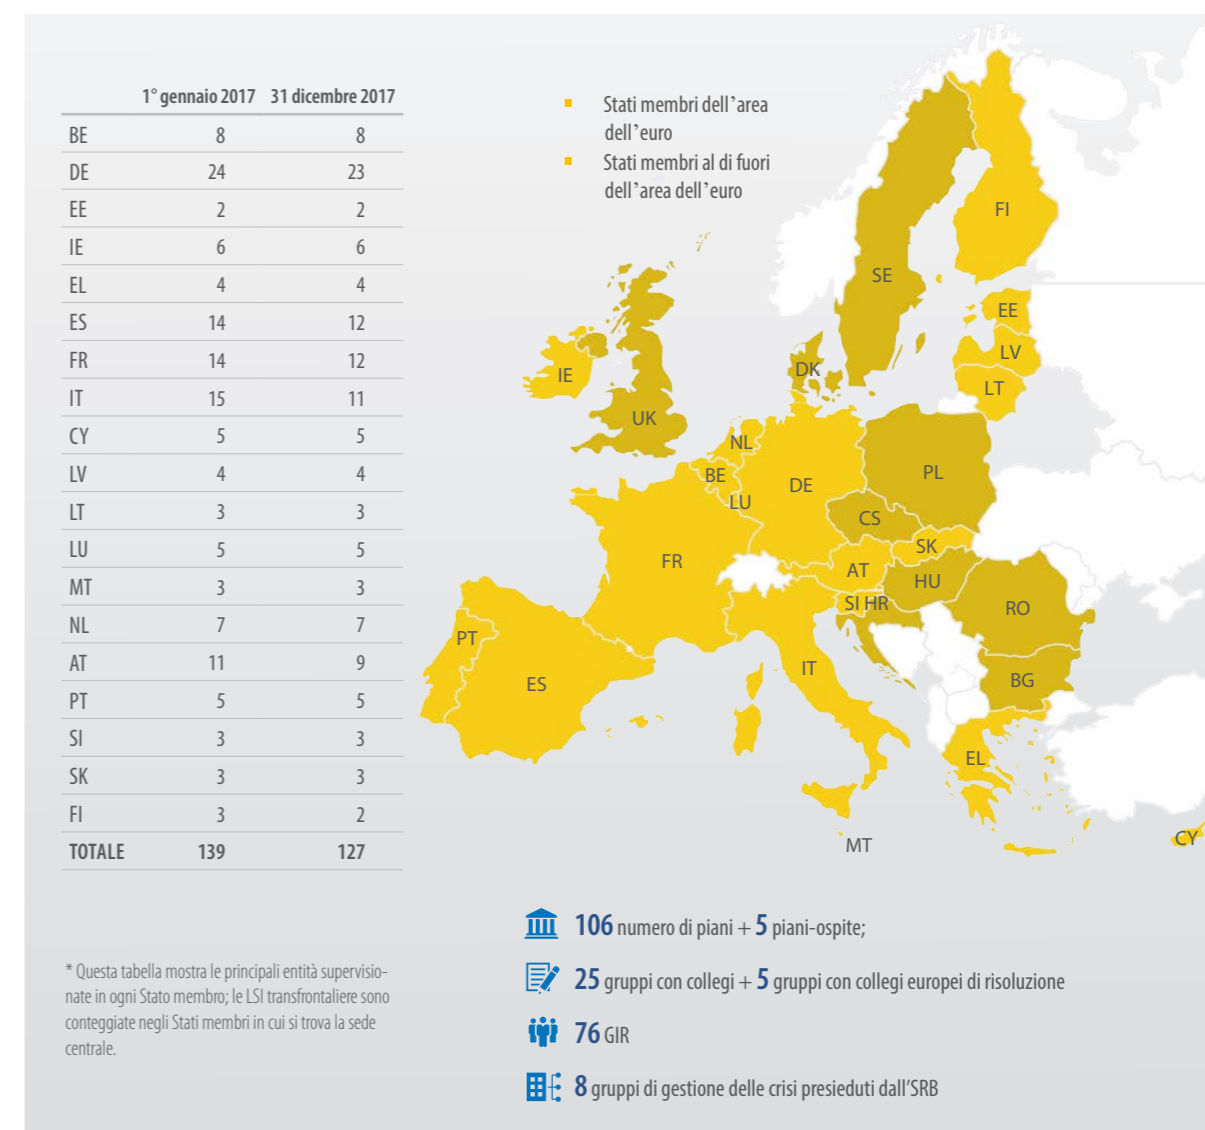 1° gennaio 2017 31 dicembre 2017
BE 8 8
DE 24 23
EE 2 2
IE 6 6
EL 4 4
ES 14 12
FR 14 12
IT 15 11
CY 5 5
LV 4 4
LT 3 3
LU 5 5
MT 3 3
NL 7 7
AT 11 9
PT 5 5
SI 3 3
SK 3 3
FI 3 2
TOTALE 139 127
* Questa tabella mostra le principali entità supervisio-
nate in ogni Stato membro; le LSI transfrontaliere sono
conteggiate negli Stati membri in cui si trova la sede
centrale.
Stati membri dell’area
dell’euro
Stati membri al di fuori
dell’area dell’euro
FI
SE
EE
LV
LT
DK
IE
UK
NL
BE
LU
DE
PL
CS
SK
FR
AT
HU
SI HR
RO
PT
ES
IT
BG
EL
MT
CY
106 numero di piani + 5 piani-ospite;
25 gruppi con collegi + 5 gruppi con collegi europei di risoluzione
76 GIR
8 gruppi di gestione delle crisi presieduti dall’SRB